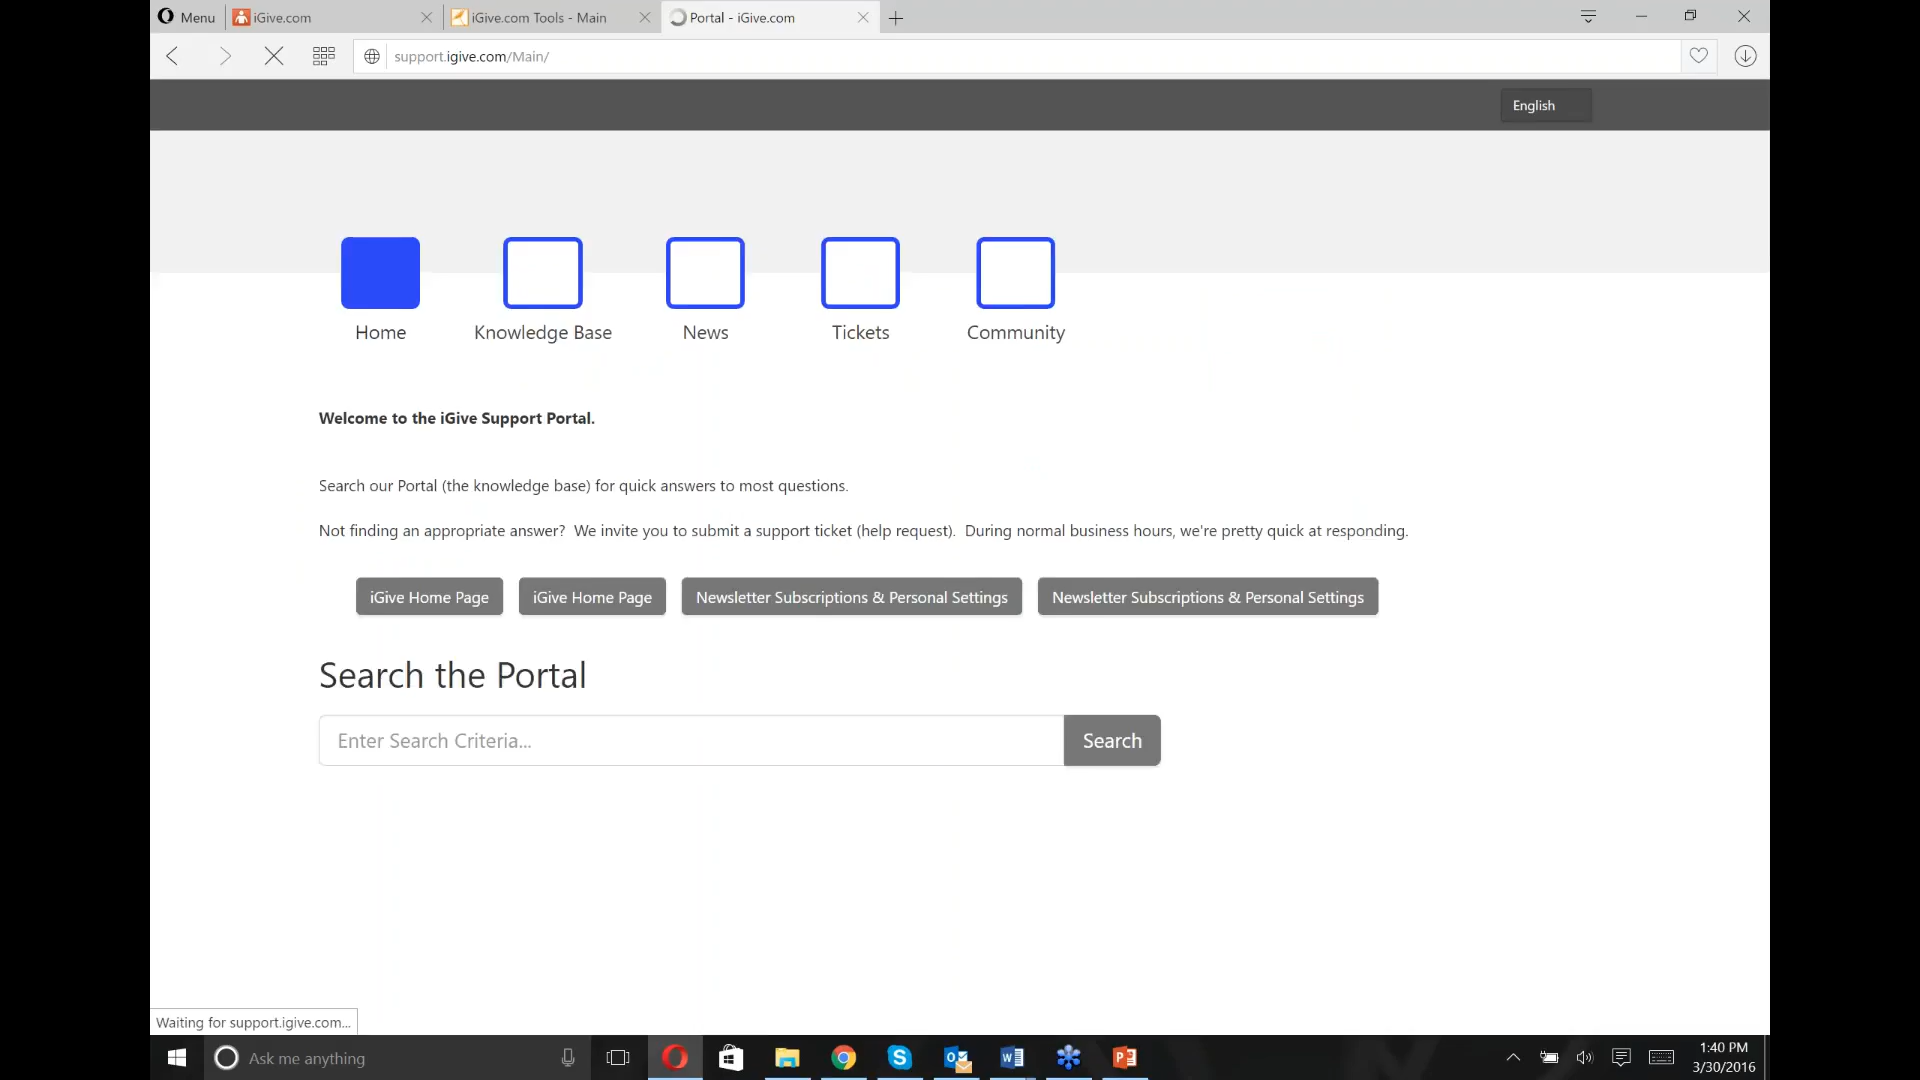 Menu
iGive.com
iGive.com Tools - Main
Portal - iGive.com
support.igive.com/Main/
English
Home
Knowledge Base
News
Tickets
Community
Welcome to the iGive Support Portal.
Search our Portal (the knowledge base) for quick answers to most questions.
Not finding an appropriate answer?  We invite you to submit a support ticket (help request).  During normal business hours, we're pretty quick at responding.
iGive Home Page
iGive Home Page
Newsletter Subscriptions & Personal Settings
Newsletter Subscriptions & Personal Settings
Search the Portal
Enter Search Criteria...
Search
Waiting for support.igive.com...
Ask me anything
1:40 PM
3/30/2016